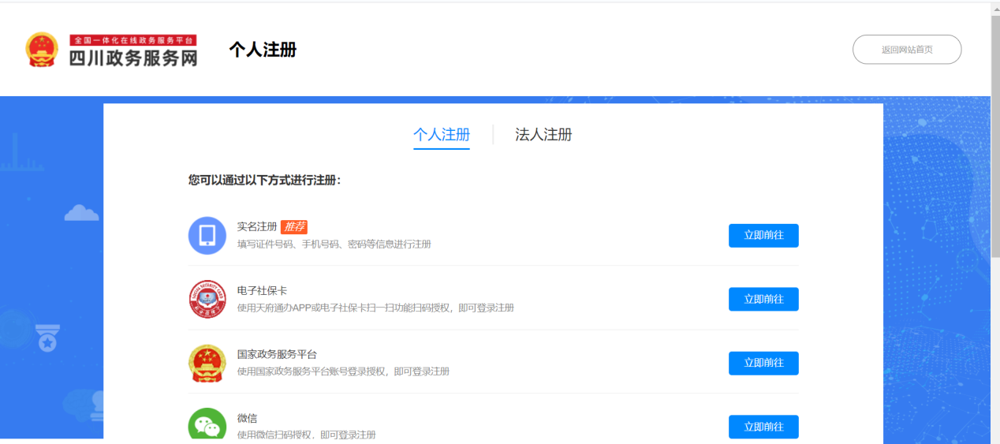 全国一体化在线政务服务平台
四川政务服务网
个人注册
返回网站首页
个人注册
法人注册
您可以通过以下方式进行注册：
实名注册 推荐
填写证件号码、手机号码、密码等信息进行注册
立即前往
电子社保卡
使用天府通办APP或电子社保卡扫一扫功能扫码授权，即可登录注册
立即前往
国家政务服务平台
使用国家政务服务平台账号登录授权，即可登录注册
立即前往
微信
使用微信扫码授权，即可登录注册
立即前往